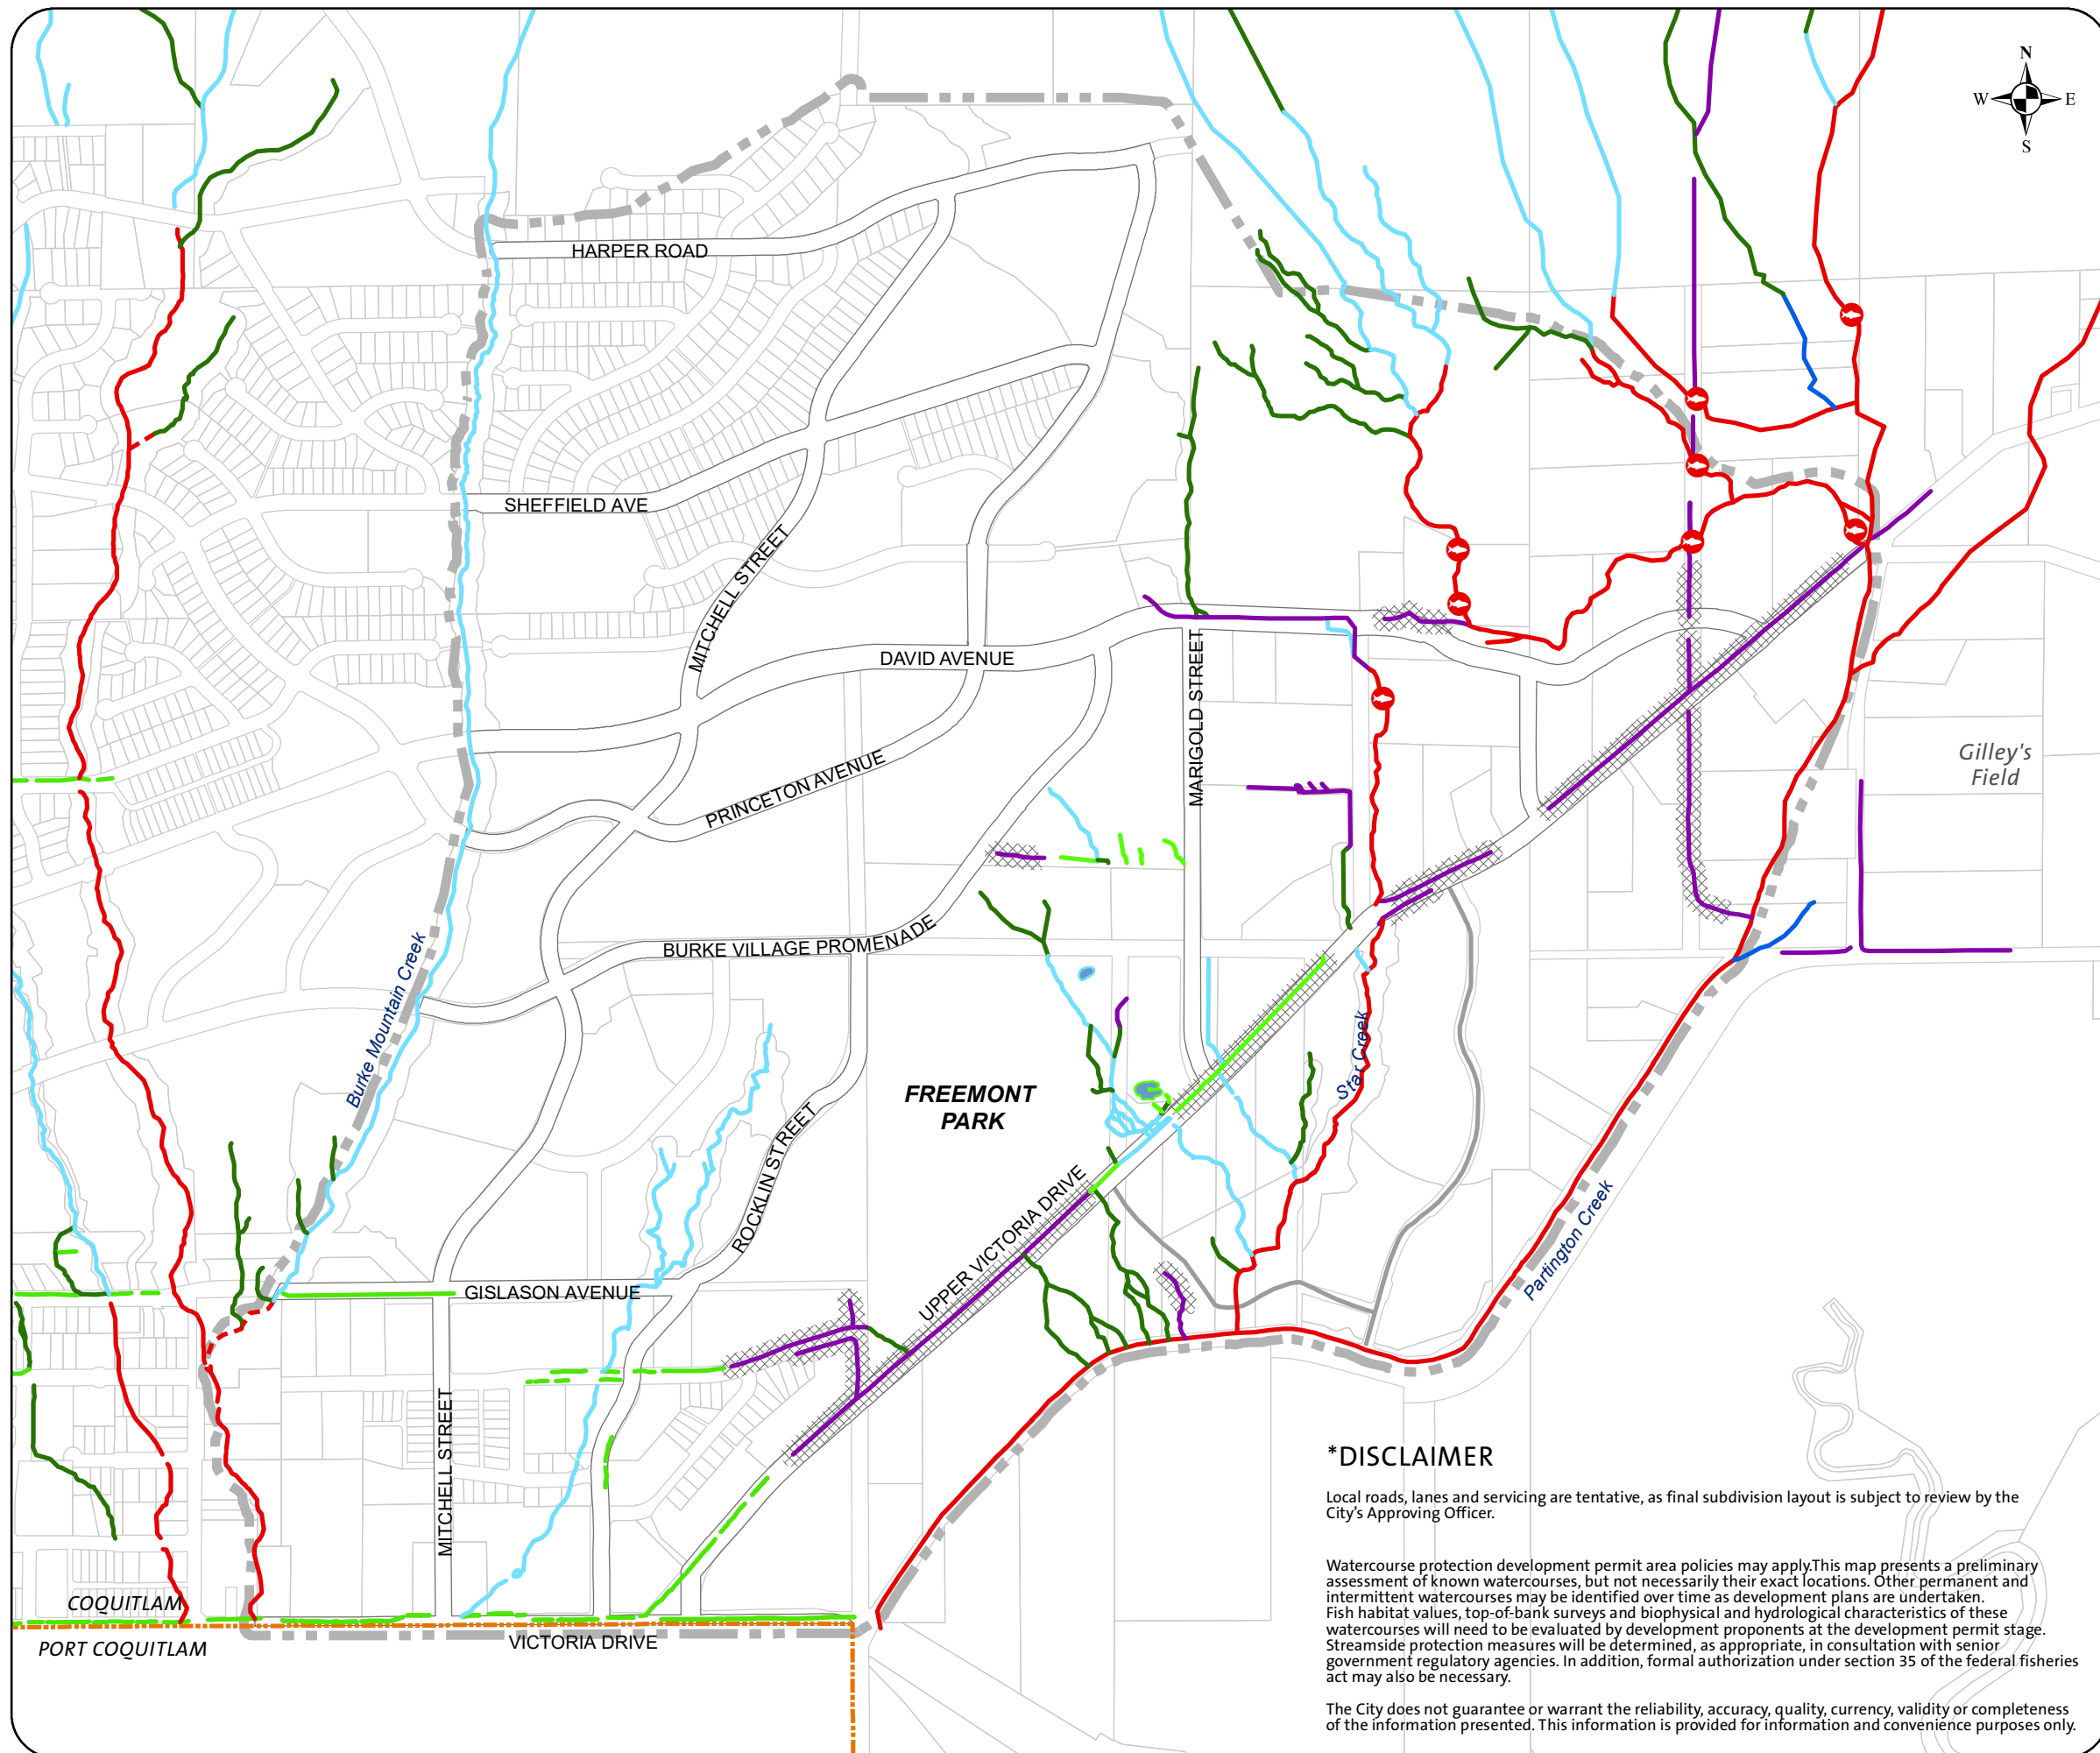 N
W E
S
HARPER ROAD
SHEFFIELD AVE
MITCHELL STREET
DAVID AVENUE
MARIGOLD STREET
PRINCETON AVENUE
Gilley's
Field
BURKE VILLAGE PROMENADE
Burke Mountain Creek
Star Creek
FREEMONT
PARK
ROCKLIN STREET
UPPER VICTORIA DRIVE
Partington Creek
GISLASON AVENUE
MITCHELL STREET
COQUITLAM
PORT COQUITLAM
VICTORIA DRIVE
*DISCLAIMER
Local roads, lanes and servicing are tentative, as final subdivision layout is subject to review by the
City's Approving Officer.
Watercourse protection development permit area policies may apply.This map presents a preliminary
assessment of known watercourses, but not necessarily their exact locations. Other permanent and
intermittent watercourses may be identified over time as development plans are undertaken.
Fish habitat values, top-of-bank surveys and biophysical and hydrological characteristics of these
watercourses will need to be evaluated by development proponents at the development permit stage.
Streamside protection measures will be determined, as appropriate, in consultation with senior
government regulatory agencies. In addition, formal authorization under section 35 of the federal fisheries
act may also be necessary.
The City does not guarantee or warrant the reliability, accuracy, quality, currency, validity or completeness
of the information presented. This information is provided for information and convenience purposes only.